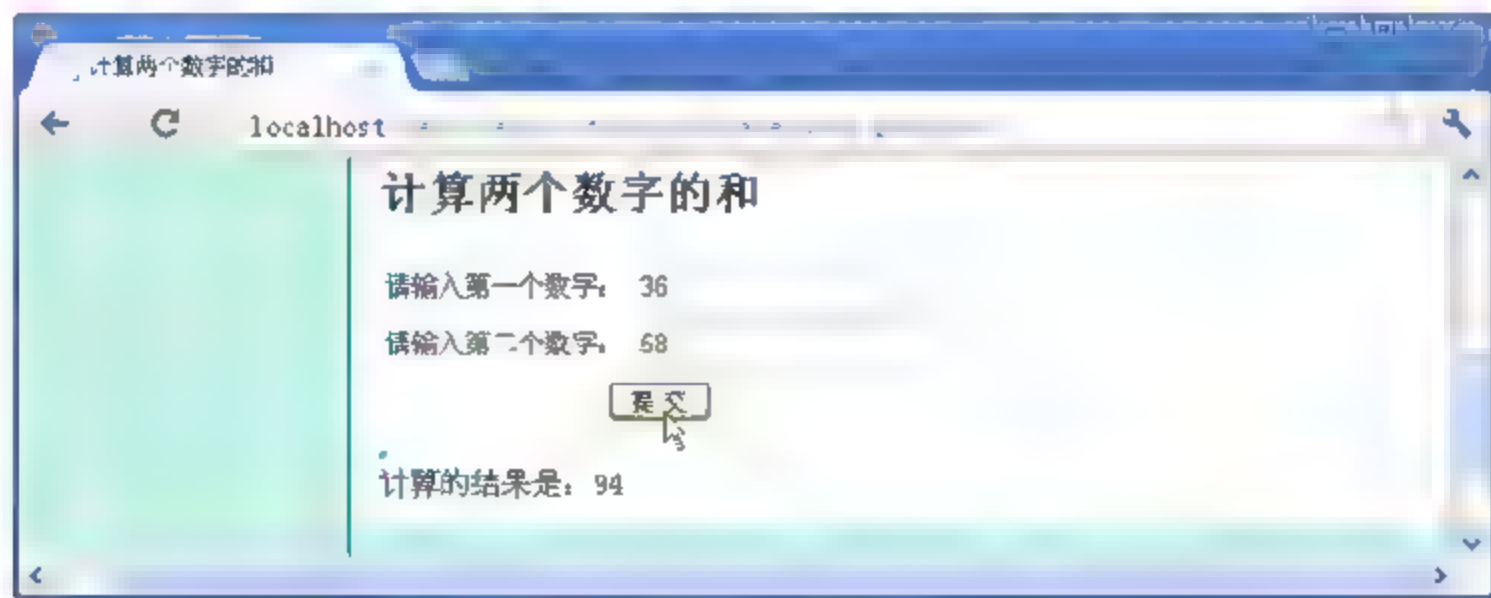 计算两个数字的和
localhost
计算两个数字的和
请输入第一个数字： 36
请输入第二个数字： 58
提交
计算的结果是：94